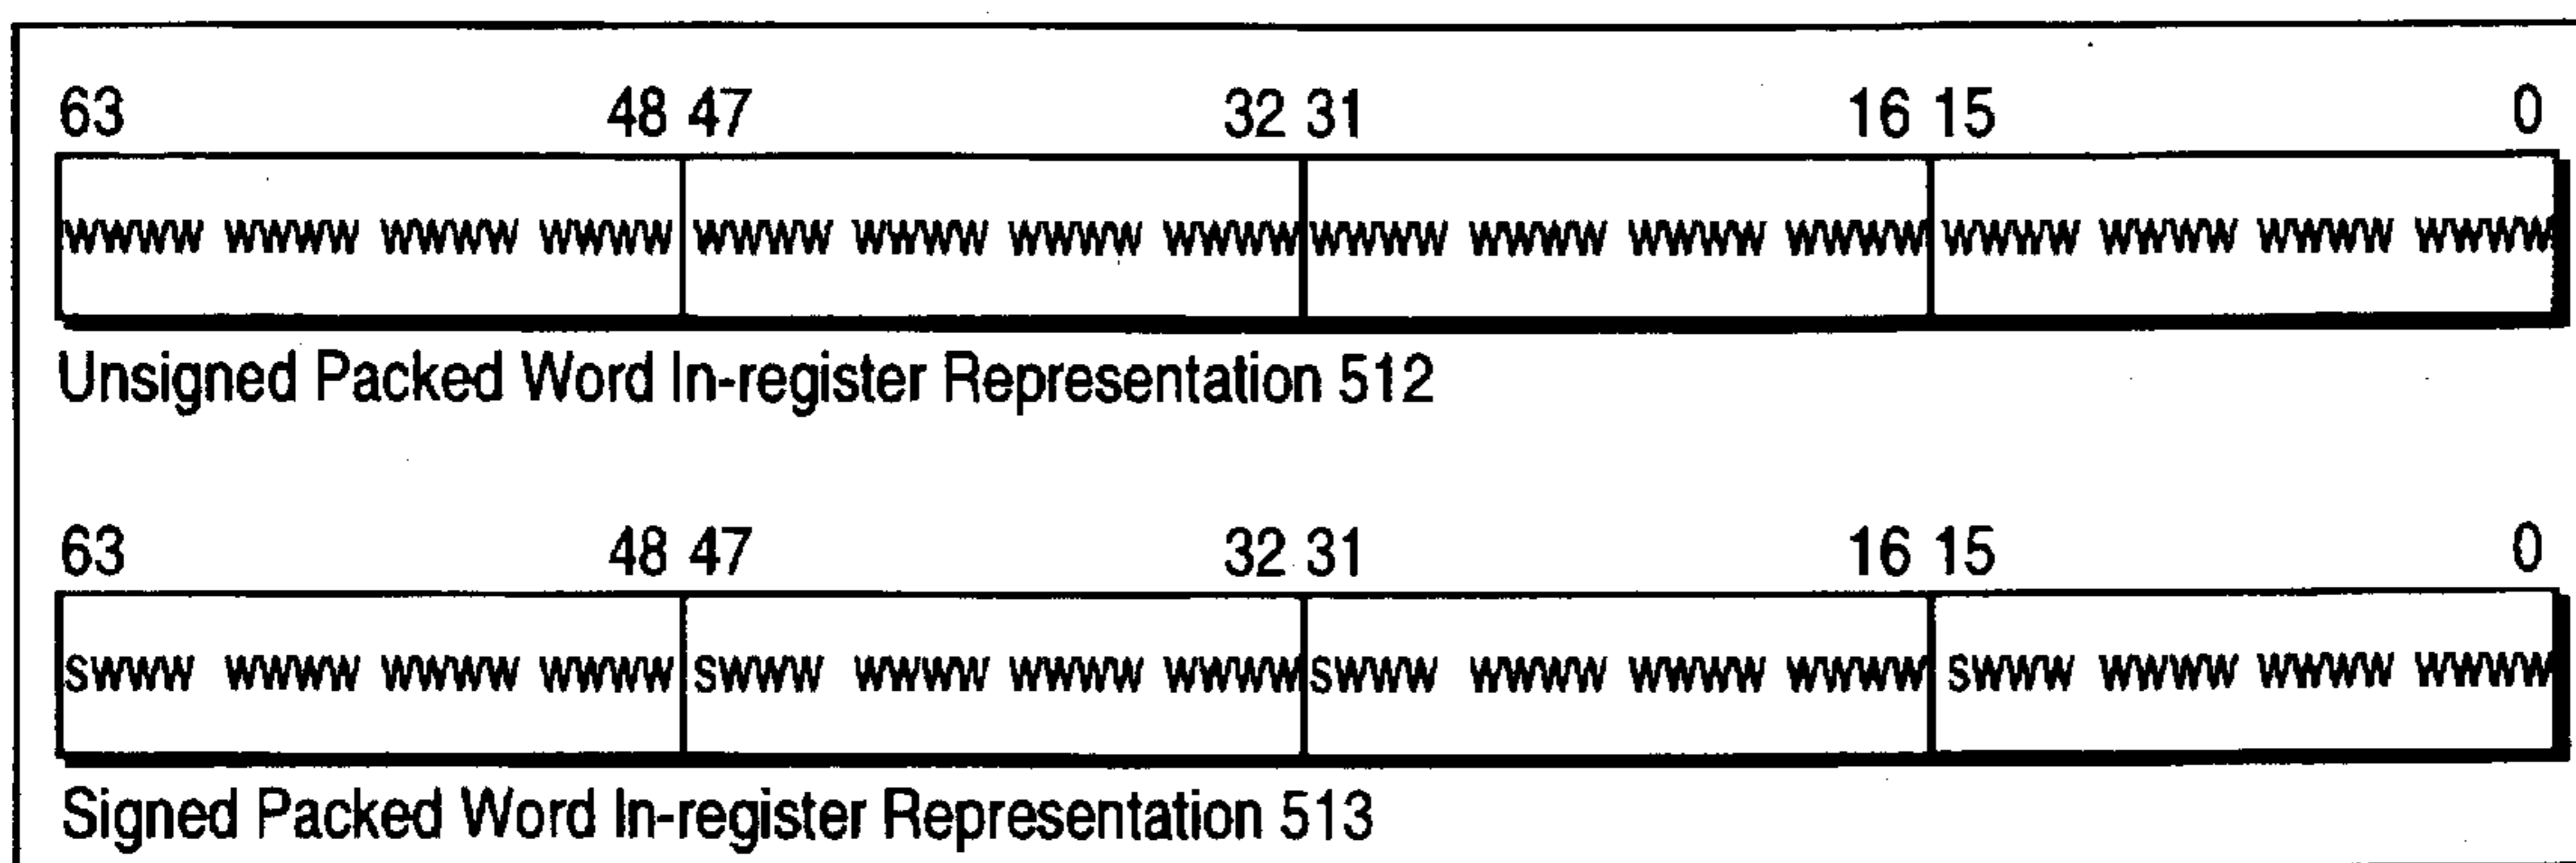 63 48 47 32 31 16 15 0
wwww wwww wwww wwww wwww wwww wwww wwww wwww wwww wwww wwww wwww wwww wwww wwww
Unsigned Packed Word In-register Representation 512
63 48 47 32 31 16 15 0
swww wwww wwww wwww swww wwww wwww wwww swww wwww wwww wwww swww wwww wwww wwww
Signed Packed Word In-register Representation 513